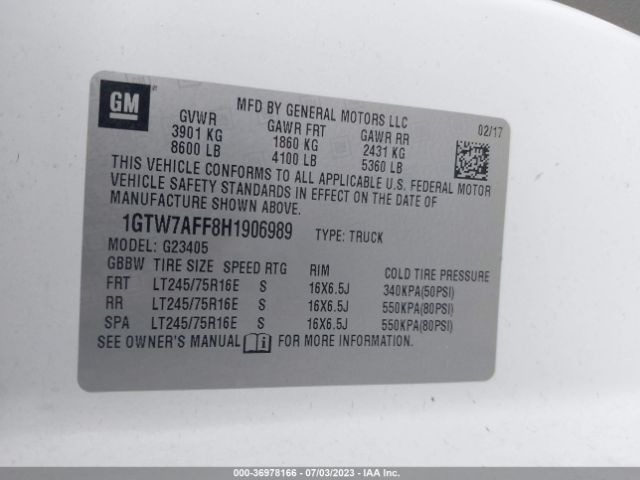 GM
MFD BY GENERAL MOTORS LLC
02/17
GVWR GAWR FRT GAWR RR
3901 KG 1860 KG 2431 KG
8600 LB 4100 LB 5360 LB
THIS VEHICLE CONFORMS TO ALL APPLICABLE U.S. FEDERAL MOTOR
VEHICLE SAFETY STANDARDS IN EFFECT ON THE DATE OF
MANUFACTURE SHOWN ABOVE.
1GTW7AFF8H1906989 TYPE: TRUCK
MODEL: G23405
GBBW TIRE SIZE SPEED RTG RIM COLD TIRE PRESSURE
FRT LT245/75R16E S 16X6.5J 340KPA(50PSI)
RR LT245/75R16E S 16X6.5J 550KPA(80PSI)
SPA LT245/75R16E S 16X6.5J 550KPA(80PSI)
SEE OWNER'S MANUAL FOR MORE INFORMATION.
© - 36978166 - 07/03/2023 - IAA Inc.